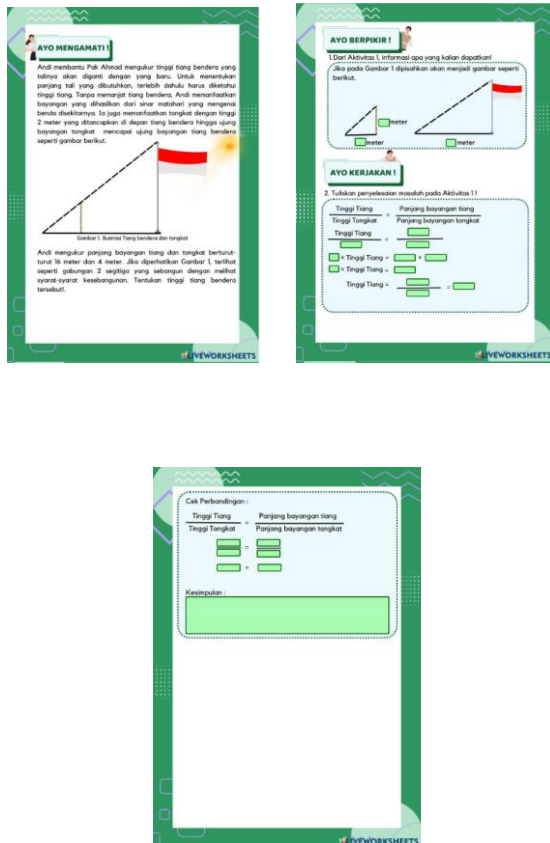 AYO MENGAMATI !
Andi membantu Pak Ahmad mengukur tinggi tiang bendera yang
talinya akan diganti dengan yang baru. Untuk menentukan
panjang tali yang dibutuhkan, terlebih dahulu harus diketahui
tinggi tiang. Tanpa memanjat tiang bendera, Andi memanfaatkan
bayangan yang dihasilkan dari sinar matahari yang mengenai
benda disekitarnya. Ia juga memanfaatkan tongkat dengan tinggi
2 meter yang ditancapkan di depan tiang bendera hingga ujung
bayangan tongkat mencapai ujung bayangan tiang bendera
seperti gambar berikut.
Gambar 1. Ilustrasi Tiang bendera dan tongkat
Andi mengukur panjang bayangan tiang dan tongkat berturut-
turut 16 meter dan 4 meter. Jika diperhatikan Gambar 1, terlihat
seperti gabungan 2 segitiga yang sebangun dengan melihat
syarat-syarat kesebangunan. Tentukan tinggi tiang bendera
tersebut!.
LIVEWORKSHEETS
AYO BERPIKIR !
1.Dari Aktivitas 1, informasi apa yang kalian dapatkan!
Jika pada Gambar 1 dipisahkan akan menjadi gambar seperti
berikut.
meter
meter
meter
AYO KERJAKAN !
2. Tuliskan penyelesaian masalah pada Aktivitas 1 !
Tinggi Tiang = Panjang bayangan tiang
Tinggi Tongkat Panjang bayangan tongkat
Tinggi Tiang =
× Tinggi Tiang = ×
× Tinggi Tiang =
Tinggi Tiang = =
LIVEWORKSHEETS
Cek Perbandingan :
Tinggi Tiang = Panjang bayangan tiang
Tinggi Tongkat Panjang bayangan tongkat
=
=
Kesimpulan :
LIVEWORKSHEETS